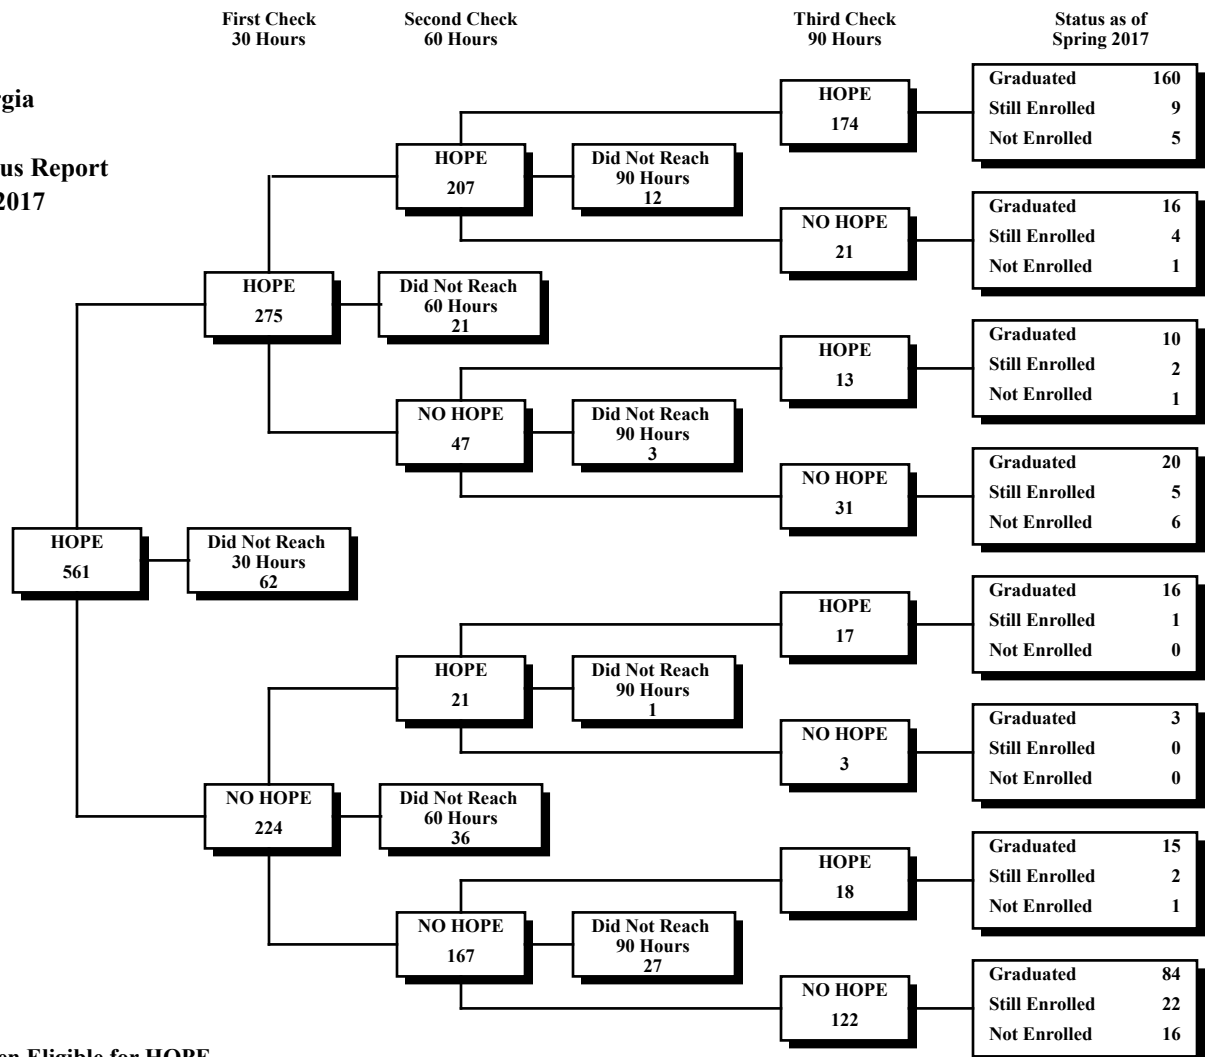 First Check
30 Hours
Second Check
60 Hours
Third Check
90 Hours
Status as of
Spring 2017
rgia
us Report
2017
HOPE
561
Did Not Reach
30 Hours
62
HOPE
275
Did Not Reach
60 Hours
21
NO HOPE
224
Did Not Reach
60 Hours
36
HOPE
207
Did Not Reach
90 Hours
12
NO HOPE
47
Did Not Reach
90 Hours
3
HOPE
21
Did Not Reach
90 Hours
1
NO HOPE
167
Did Not Reach
90 Hours
27
HOPE
174
Graduated 160
Still Enrolled 9
Not Enrolled 5
NO HOPE
21
Graduated 16
Still Enrolled 4
Not Enrolled 1
HOPE
13
Graduated 10
Still Enrolled 2
Not Enrolled 1
NO HOPE
31
Graduated 20
Still Enrolled 5
Not Enrolled 6
HOPE
17
Graduated 16
Still Enrolled 1
Not Enrolled 0
NO HOPE
3
Graduated 3
Still Enrolled 0
Not Enrolled 0
HOPE
18
Graduated 15
Still Enrolled 2
Not Enrolled 1
NO HOPE
122
Graduated 84
Still Enrolled 22
Not Enrolled 16
en Eligible for HOPE